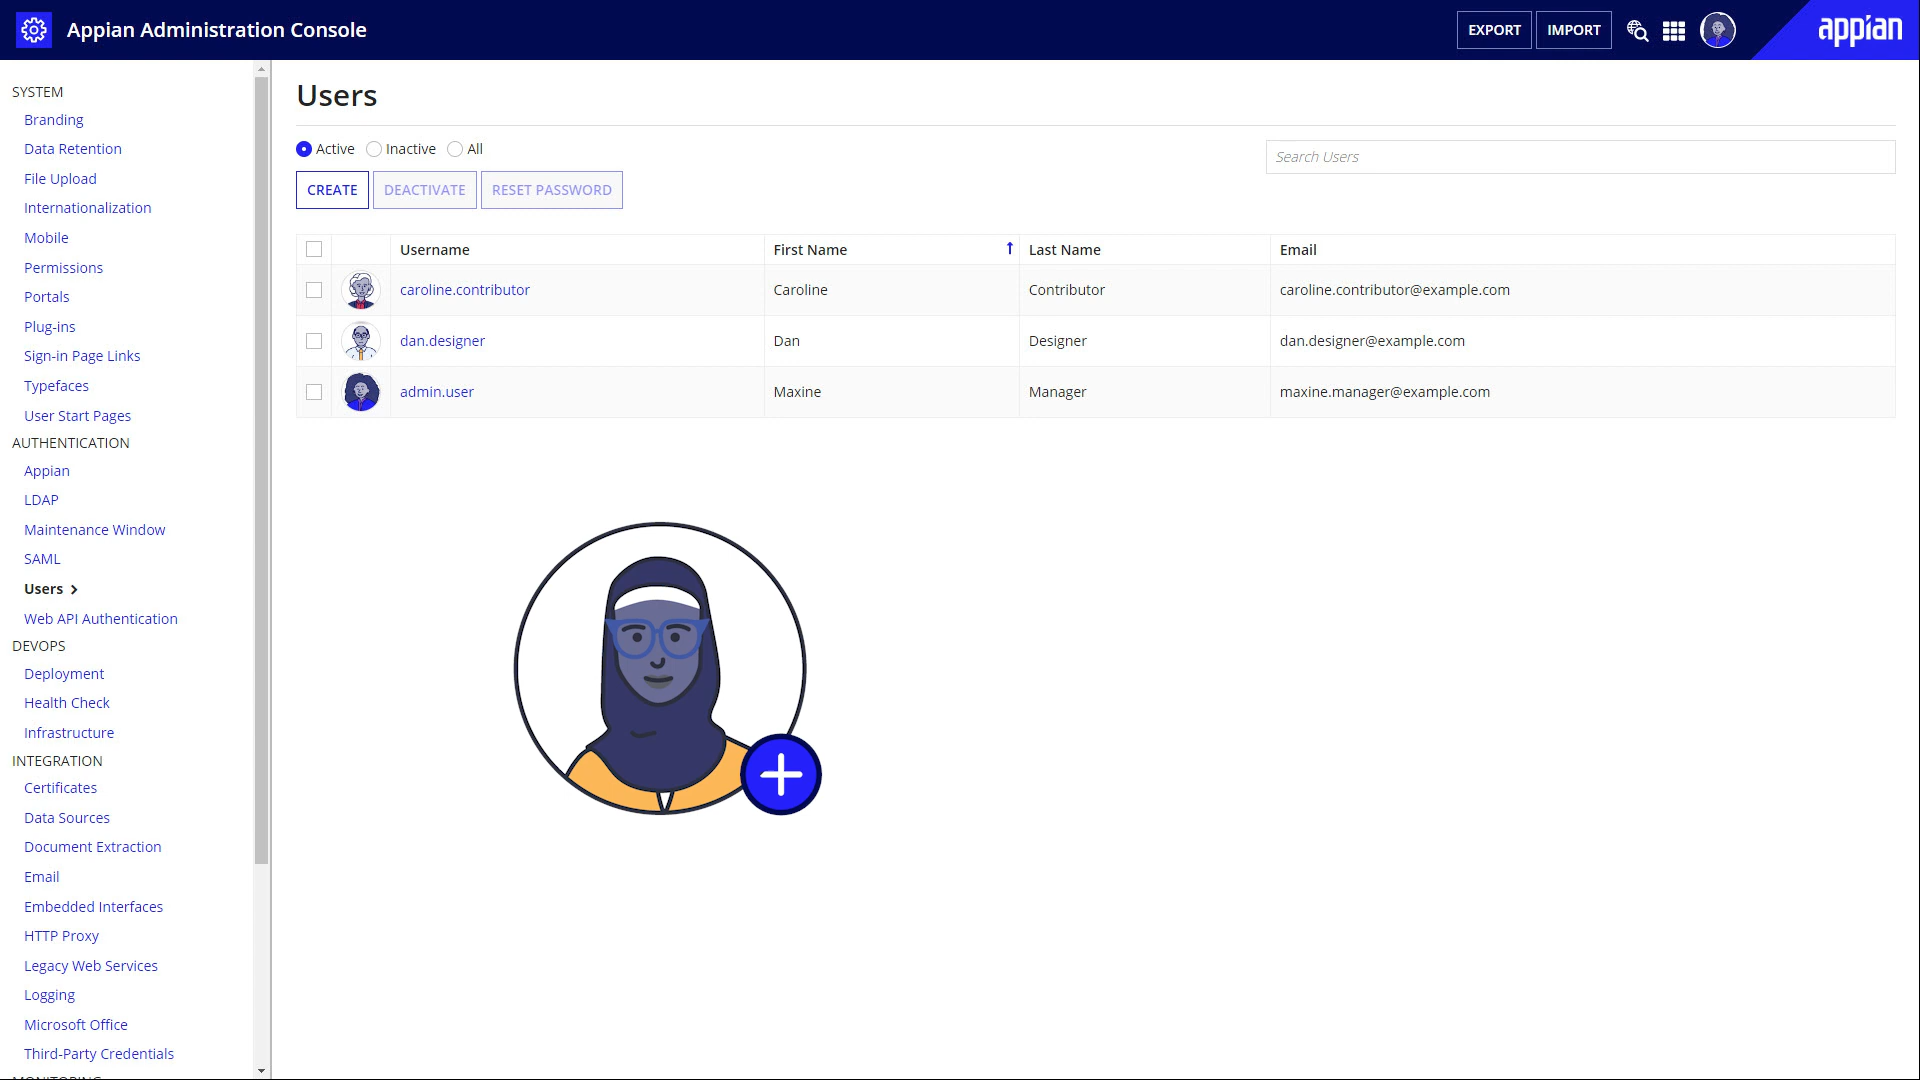 Appian Administration Console
EXPORT
IMPORT
appian
SYSTEM
Branding
Data Retention
File Upload
Internationalization
Mobile
Permissions
Portals
Plug-ins
Sign-in Page Links
Typefaces
User Start Pages
AUTHENTICATION
Appian
LDAP
Maintenance Window
SAML
Users
Web API Authentication
DEVOPS
Deployment
Health Check
Infrastructure
INTEGRATION
Certificates
Data Sources
Document Extraction
Email
Embedded Interfaces
HTTP Proxy
Legacy Web Services
Logging
Microsoft Office
Third-Party Credentials
MONITORING
Users
Active Inactive All
Search Users
CREATE DEACTIVATE RESET PASSWORD
Username First Name Last Name Email
caroline.contributor Caroline Contributor caroline.contributor@example.com
dan.designer Dan Designer dan.designer@example.com
admin.user Maxine Manager maxine.manager@example.com